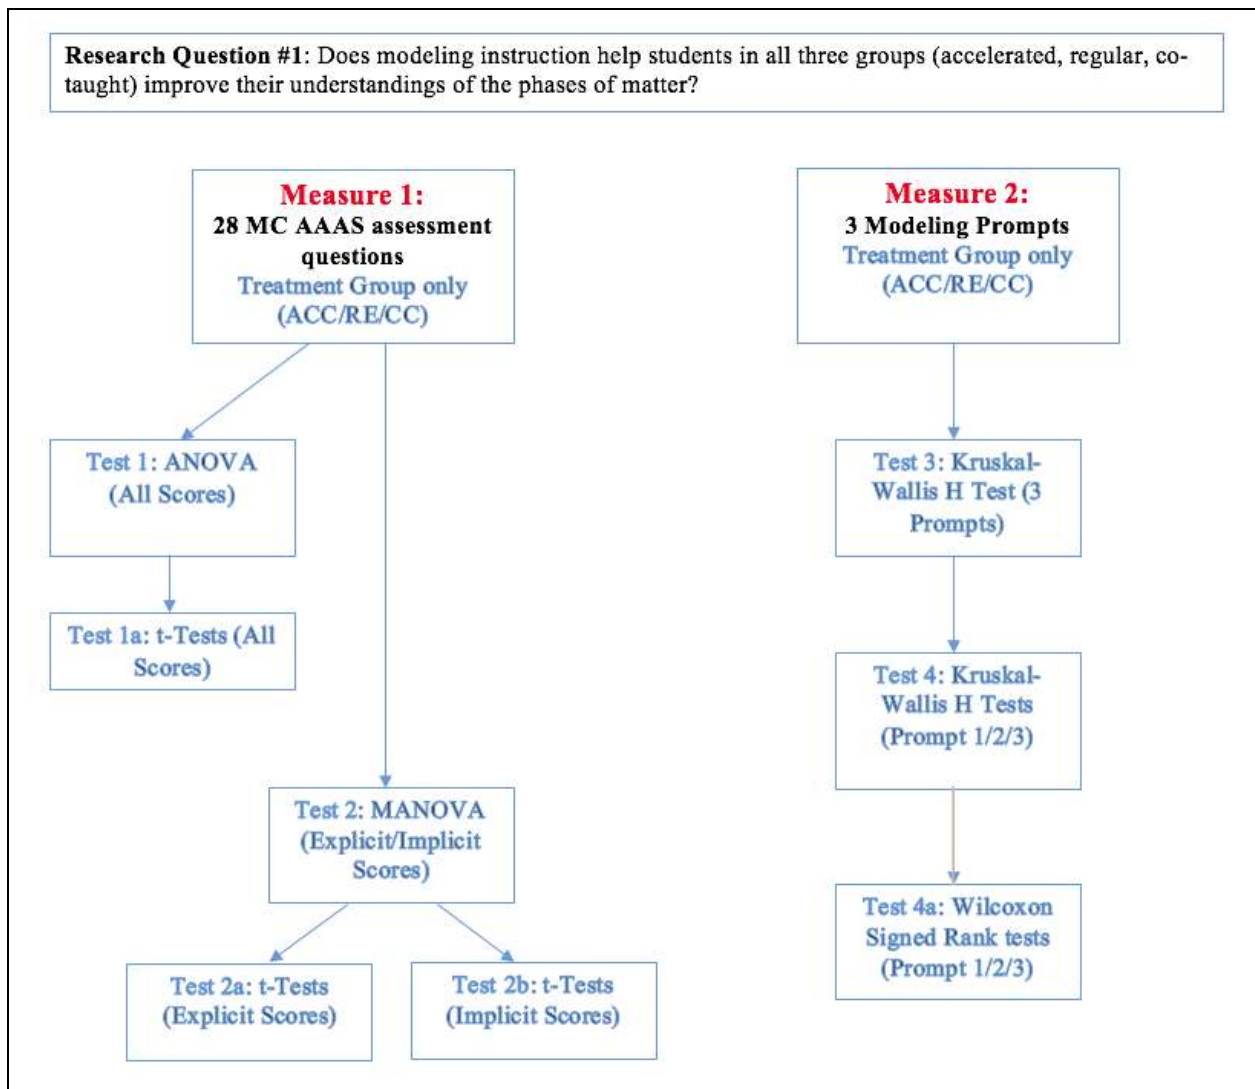 Research Question #1: Does modeling instruction help students in all three groups (accelerated, regular, co-
taught) improve their understandings of the phases of matter?
Measure 1:
28 MC AAAS assessment
questions
Treatment Group only
(ACC/RE/CC)
Measure 2:
3 Modeling Prompts
Treatment Group only
(ACC/RE/CC)
Test 1: ANOVA
(All Scores)
Test 1a: t-Tests (All
Scores)
Test 2: MANOVA
(Explicit/Implicit
Scores)
Test 2a: t-Tests
(Explicit Scores)
Test 2b: t-Tests
(Implicit Scores)
Test 3: Kruskal-
Wallis H Test (3
Prompts)
Test 4: Kruskal-
Wallis H Tests
(Prompt 1/2/3)
Test 4a: Wilcoxon
Signed Rank tests
(Prompt 1/2/3)